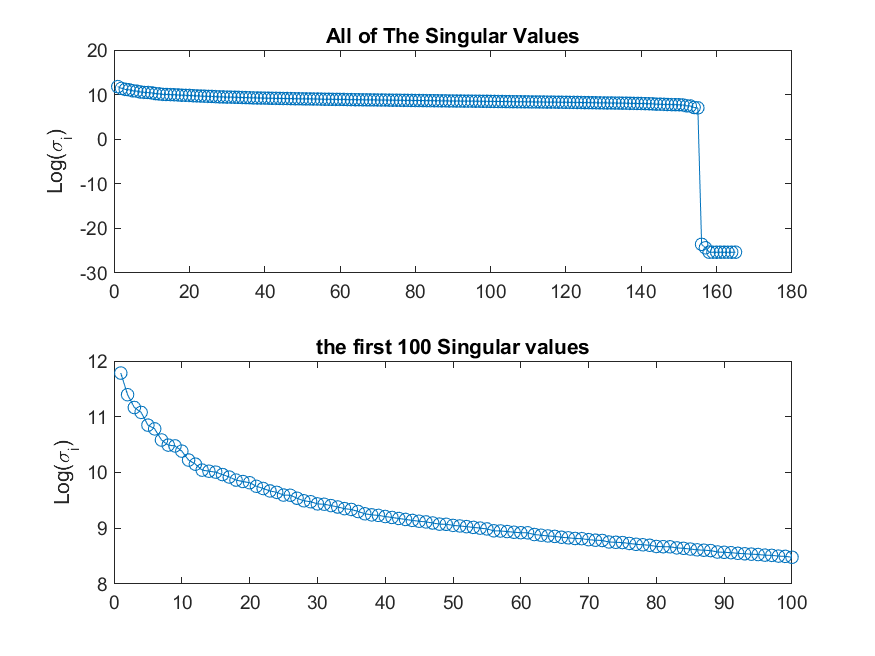 All of The Singular Values
20
10
0
-10
-20
-30
Log(σi)
0 20 40 60 80 100 120 140 160 180
the first 100 Singular values
12
11
10
9
8
Log(σi)
0 10 20 30 40 50 60 70 80 90 100